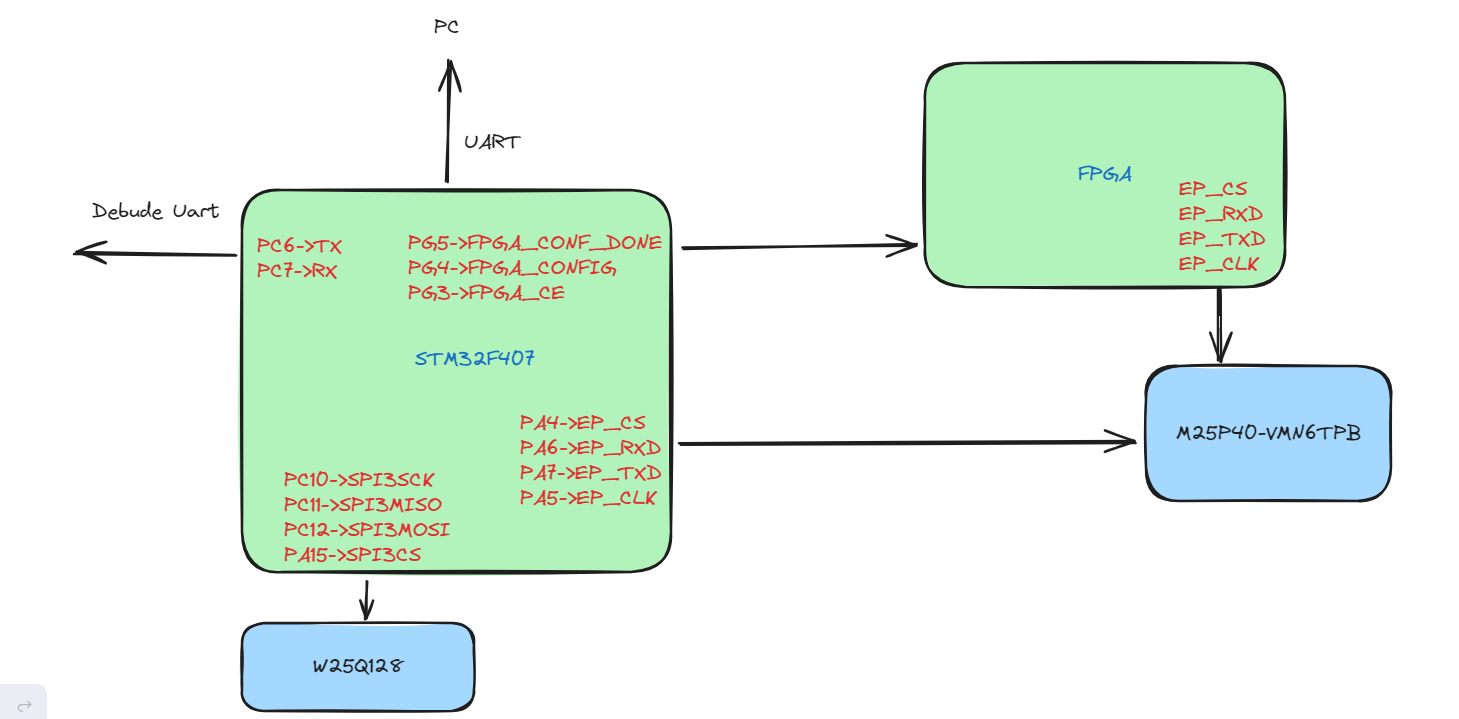 PC
UART
Debude Uart
PC6->TX
PC7->RX
PG5->FPGA_CONF_DONE
PG4->FPGA_CONFIG
PG3->FPGA_CE
STM32F407
PA4->EP_CS
PA6->EP_RXD
PA7->EP_TXD
PA5->EP_CLK
PC10->SPI3SCK
PC11->SPI3MISO
PC12->SPI3MOSI
PA15->SPI3CS
W25Q128
FPGA
EP_CS
EP_RXD
EP_TXD
EP_CLK
M25P40-VMN6TPB